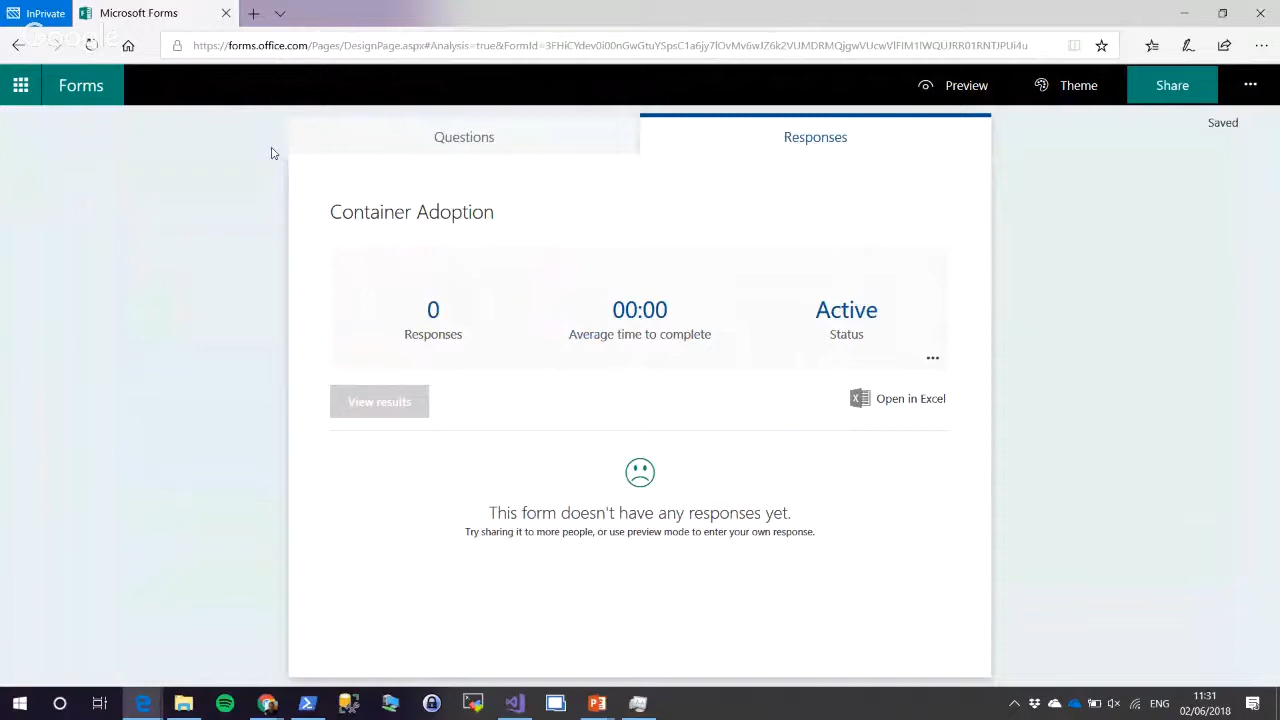 InPrivate
Microsoft Forms
https://forms.office.com/Pages/DesignPage.aspx#Analysis=true&FormId=3FHiCYdev0i00nGwGtuYSpsC1a6jy7lOvMv6wJZ6k2VUMDRMQjgwVUcwVlFIM1lWQUJRR01RNTJPUi4u
Forms
Preview
Theme
Share
Saved
Questions
Responses
Container Adoption
0
00:00
Active
Responses
Average time to complete
Status
View results
Open in Excel
This form doesn't have any responses yet.
Try sharing it to more people, or use preview mode to enter your own response.
ENG
11:31
02/06/2018